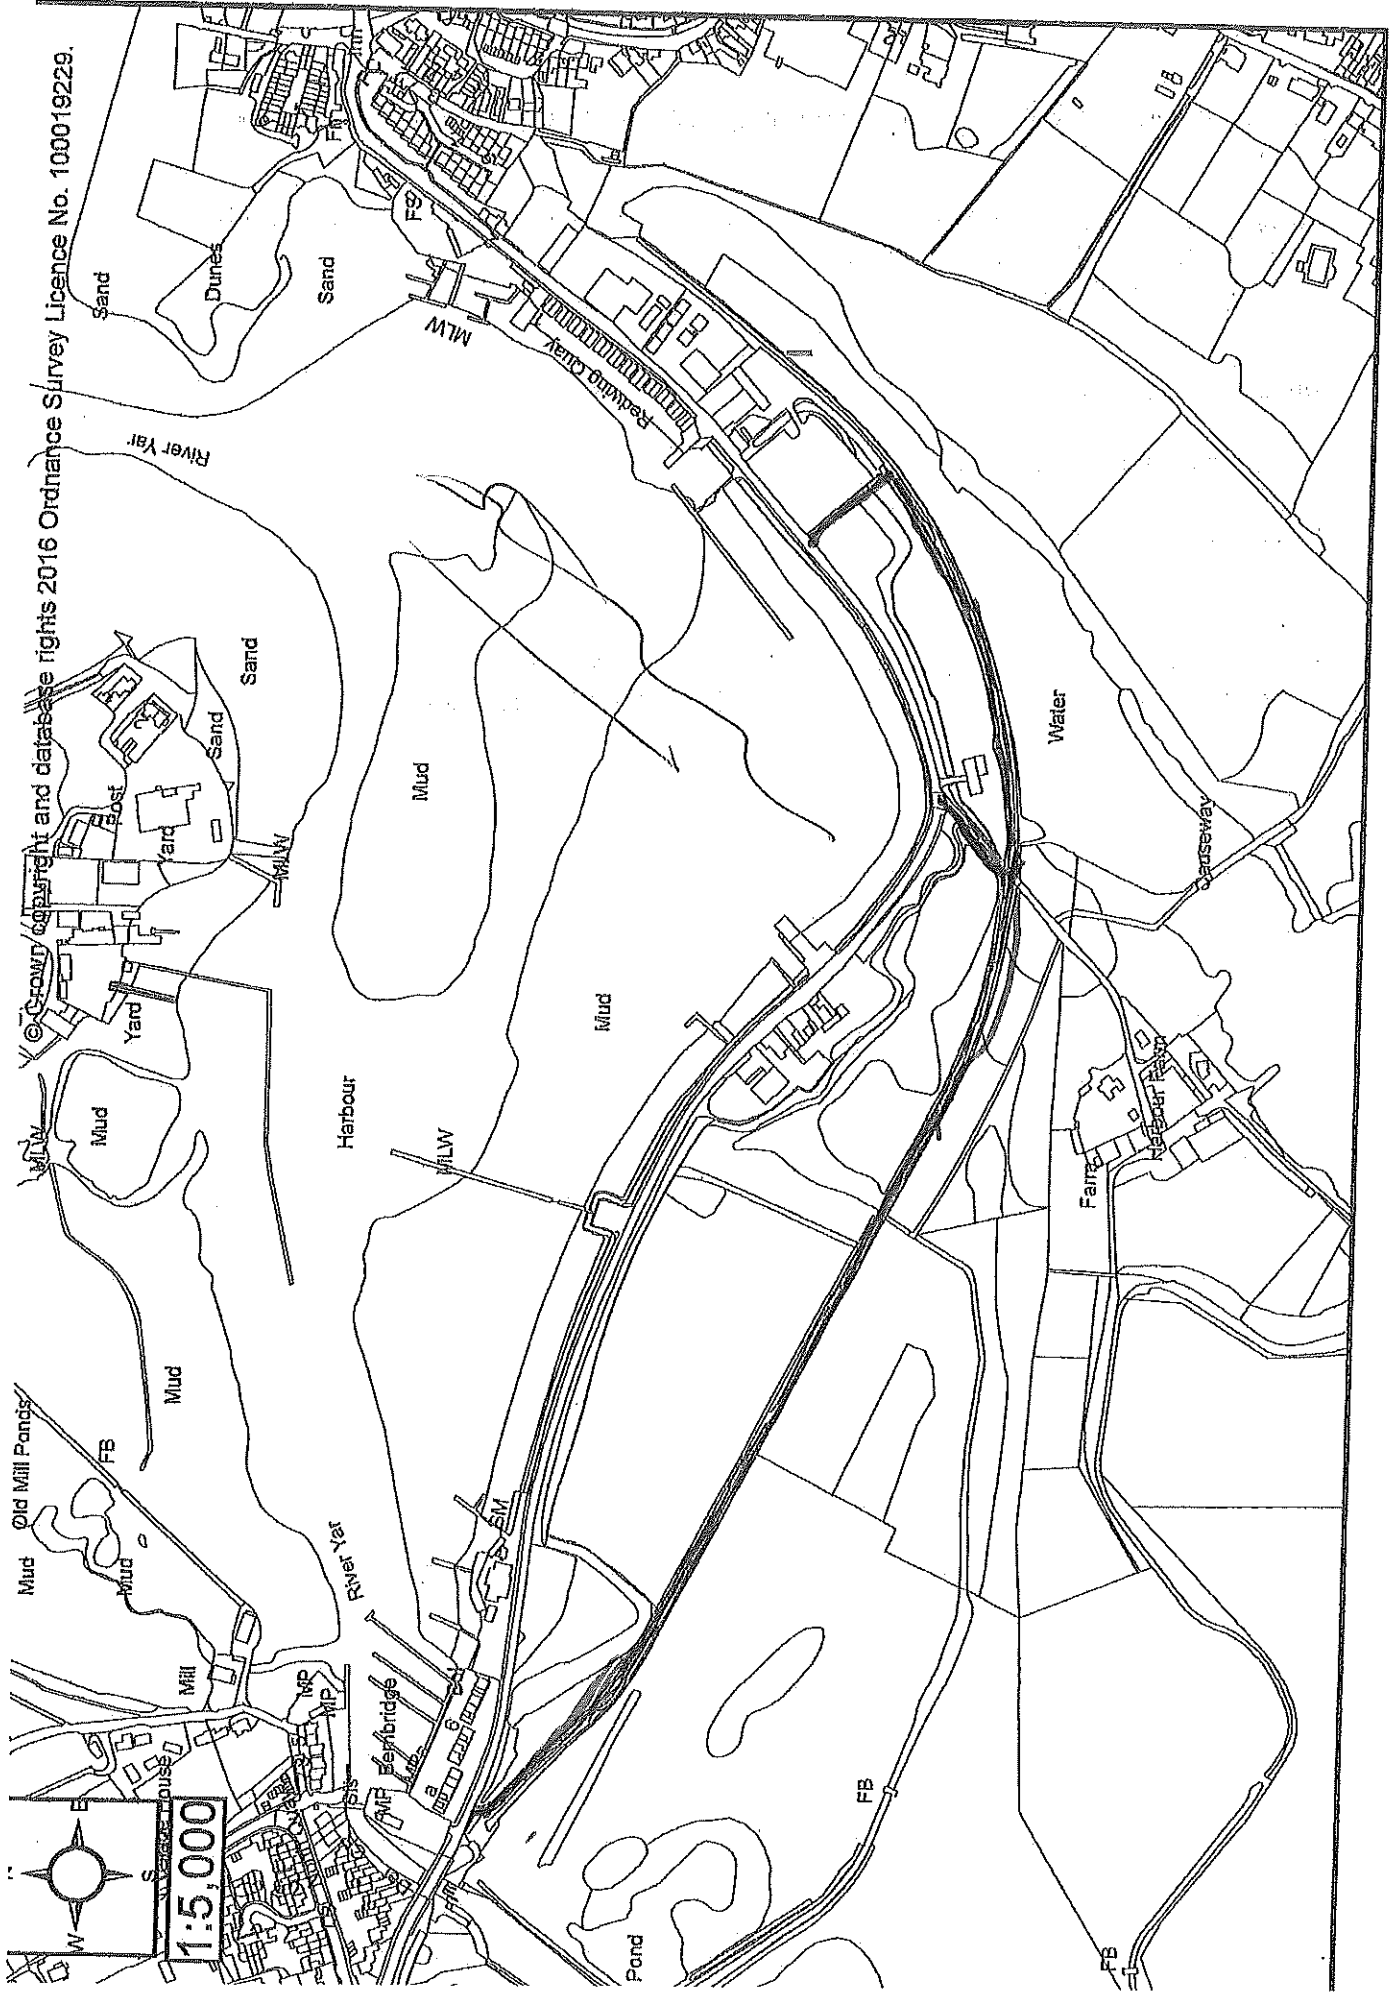 © Crown copyright and database rights 2016 Ordnance Survey Licence No. 100019229.
W
E
S
1:5,000
Mud
Old Mill Ponds
FB
Mud
Mill
MP
MP
River Yar
Mud
MLW
Mud
Yard
Yard
Post
MLW
Sand
Sand
River Yar
Sand
Dunes
Sand
MLW
Redwing Quay
Harbour
MLW
Mud
Mud
MP
Bembridge
SM
Water
Causeway
Farm
Harbour Farm
FB
FB
Pond